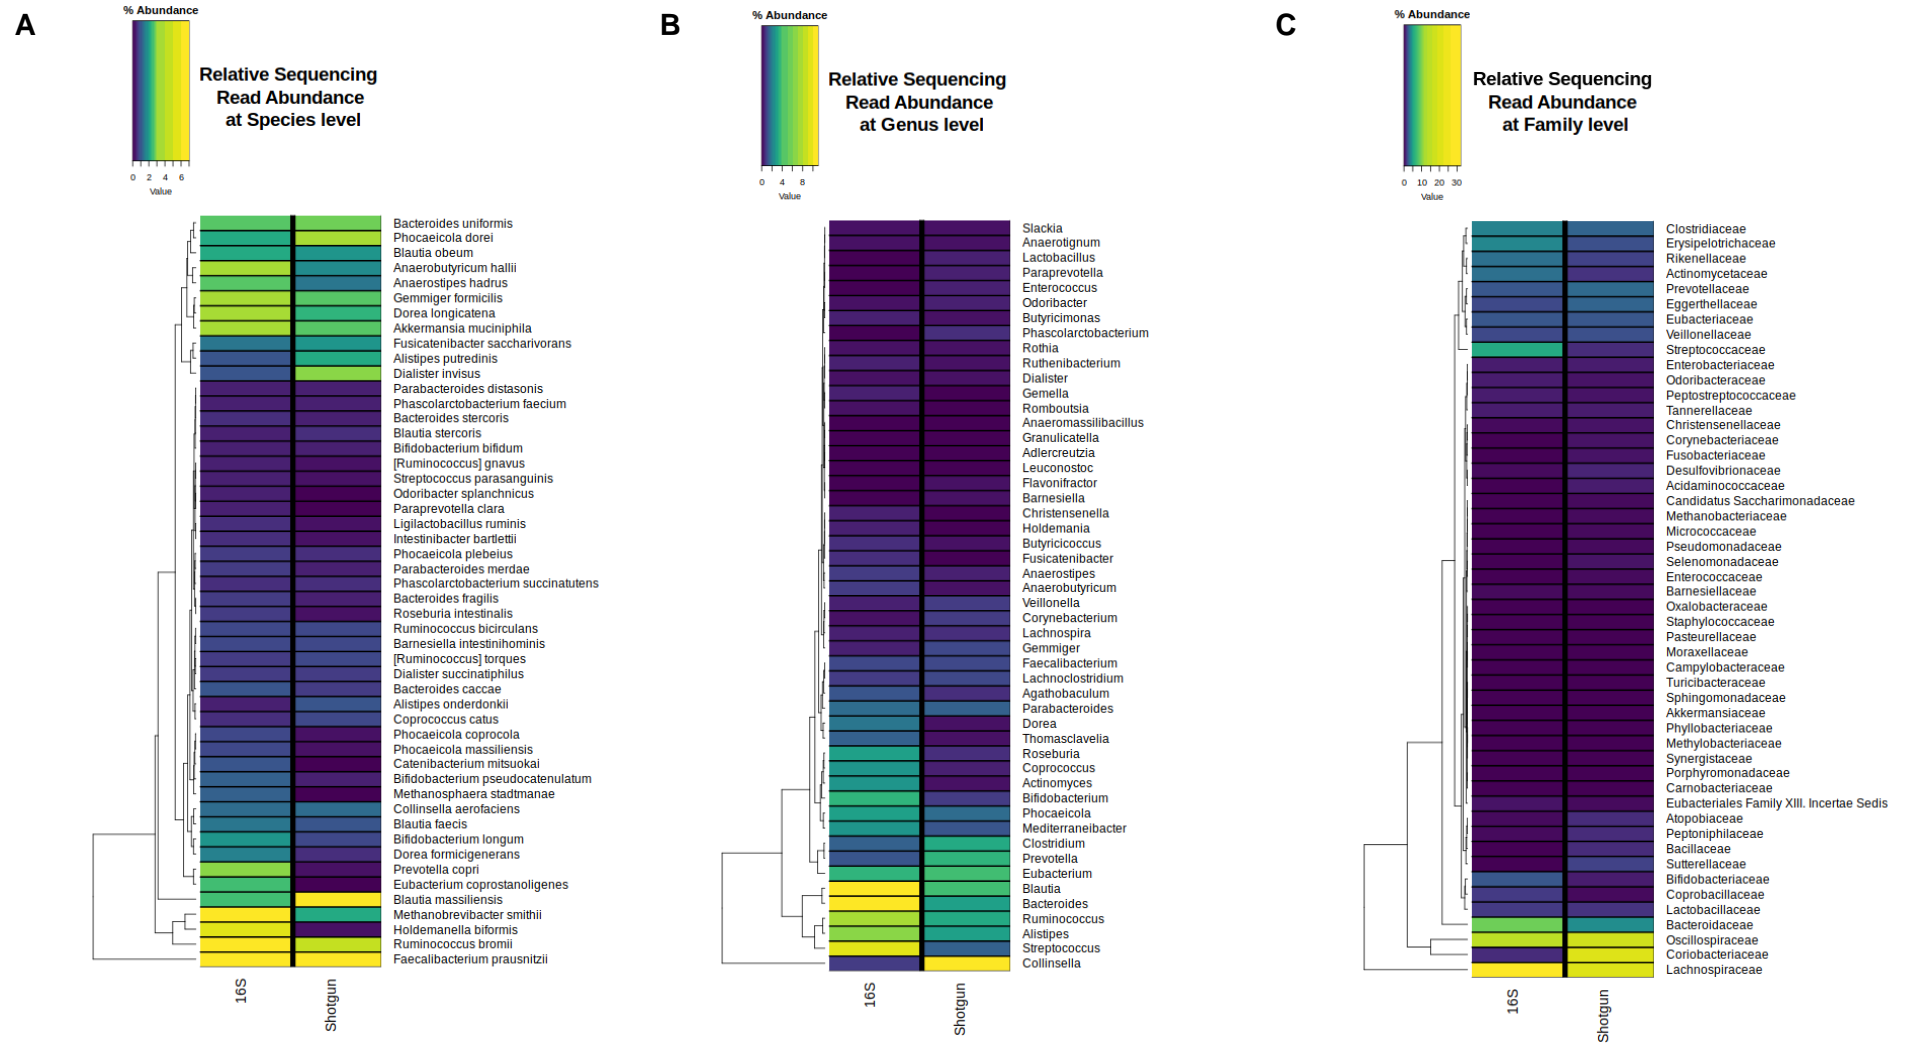 A
% Abundance
0 2 4 6
Value
Relative Sequencing
Read Abundance
at Species level
Bacteroides uniformis
Phocaeicola dorei
Blautia obeum
Anaerobutyricum hallii
Anaerostipes hadrus
Gemmiger formicilis
Dorea longicatena
Akkermansia muciniphila
Fusicatenibacter saccharivorans
Alistipes putredinis
Dialister invisus
Parabacteroides distasonis
Phascolarctobacterium faecium
Bacteroides stercoris
Blautia stercoris
Bifidobacterium bifidum
[Ruminococcus] gnavus
Streptococcus parasanguinis
Odoribacter splanchnicus
Paraprevotella clara
Ligilactobacillus ruminis
Intestinibacter bartlettii
Phocaeicola plebeius
Parabacteroides merdae
Phascolarctobacterium succinatutens
Bacteroides fragilis
Roseburia intestinalis
Ruminococcus bicirculans
Barnesiella intestinihominis
[Ruminococcus] torques
Dialister succinatiphilus
Bacteroides caccae
Alistipes onderdonkii
Coprococcus catus
Phocaeicola coprocola
Phocaeicola massiliensis
Catenibacterium mitsuokai
Bifidobacterium pseudocatenulatum
Methanosphaera stadtmanae
Collinsella aerofaciens
Blautia faecis
Bifidobacterium longum
Dorea formicigenerans
Prevotella copri
Eubacterium coprostanoligenes
Blautia massiliensis
Methanobrevibacter smithii
Holdemanella biformis
Ruminococcus bromii
Faecalibacterium prausnitzii
16S
Shotgun
B
% Abundance
0 4 8
Value
Relative Sequencing
Read Abundance
at Genus level
Slackia
Anaerotignum
Lactobacillus
Paraprevotella
Enterococcus
Odoribacter
Butyricimonas
Phascolarctobacterium
Rothia
Ruthenibacterium
Dialister
Gemella
Romboutsia
Anaeromassilibacillus
Granulicatella
Adlercreutzia
Leuconostoc
Flavonifractor
Barnesiella
Christensenella
Holdemania
Butyricicoccus
Fusicatenibacter
Anaerostipes
Anaerobutyricum
Veillonella
Corynebacterium
Lachnospira
Gemmiger
Faecalibacterium
Lachnoclostridium
Agathobaculum
Parabacteroides
Dorea
Thomasclavelia
Roseburia
Coprococcus
Actinomyces
Bifidobacterium
Phocaeicola
Mediterraneibacter
Clostridium
Prevotella
Eubacterium
Blautia
Bacteroides
Ruminococcus
Alistipes
Streptococcus
Collinsella
16S
Shotgun
C
% Abundance
0 10 20 30
Value
Relative Sequencing
Read Abundance
at Family level
Clostridiaceae
Erysipelotrichaceae
Rikenellaceae
Actinomycetaceae
Prevotellaceae
Eggerthellaceae
Eubacteriaceae
Veillonellaceae
Streptococcaceae
Enterobacteriaceae
Odoribacteraceae
Peptostreptococcaceae
Tannerellaceae
Christensenellaceae
Corynebacteriaceae
Fusobacteriaceae
Desulfovibrionaceae
Acidaminococcaceae
Candidatus Saccharimonadaceae
Methanobacteriaceae
Micrococcaceae
Pseudomonadaceae
Selenomonadaceae
Enterococcaceae
Barnesiellaceae
Oxalobacteraceae
Staphylococcaceae
Pasteurellaceae
Moraxellaceae
Campylobacteraceae
Turicibacteraceae
Sphingomonadaceae
Akkermansiaceae
Phyllobacteriaceae
Methylobacteriaceae
Synergistaceae
Porphyromonadaceae
Carnobacteriaceae
Eubacteriales Family XIII. Incertae Sedis
Atopobiaceae
Peptoniphilaceae
Bacillaceae
Sutterellaceae
Bifidobacteriaceae
Coprobacillaceae
Lactobacillaceae
Bacteroidaceae
Oscillospiraceae
Coriobacteriaceae
Lachnospiraceae
16S
Shotgun